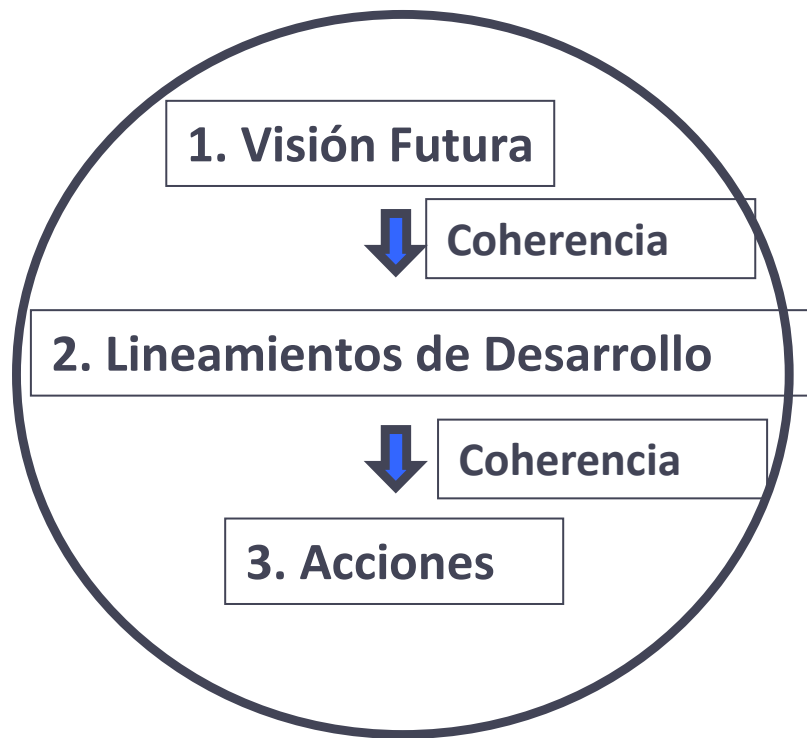 1. Visión Futura
Coherencia
2. Lineamientos de Desarrollo
Coherencia
3. Acciones